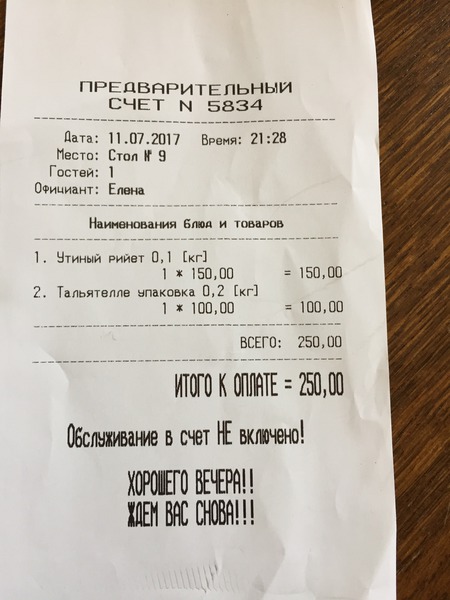 ПРЕДВАРИТЕЛЬНЫЙ
СЧЕТ N 5834
Дата: 11.07.2017 Время: 21:28
Место: Стол № 9
Гостей: 1
Официант: Елена
Наименования блюд и товаров
1. Утиный рийет 0,1 [кг]
1 * 150,00 = 150,00
2. Тальятелле упаковка 0,2 [кг]
1 * 100,00 = 100,00
ВСЕГО: 250,00
ИТОГО К ОПЛАТЕ = 250,00
Обслуживание в счет НЕ включено!
ХОРОШЕГО ВЕЧЕРА!!
ЖДЕМ ВАС СНОВА!!!